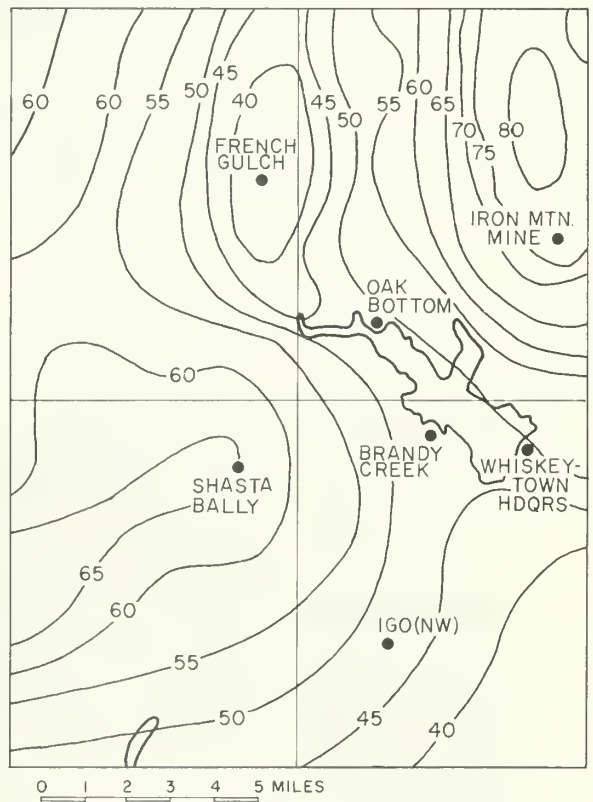 45
50
40
60
60
55
45
50
55
60
65
70
75
80
FRENCH
GULCH
IRON MTN.
MINE
OAK
BOTTOM
60
BRANDY
CREEK
WHISKEY-
TOWN
HDQRS
SHASTA
BALLY
65
60
55
50
IGO(NW)
45
40
0 1 2 3 4 5 MILES